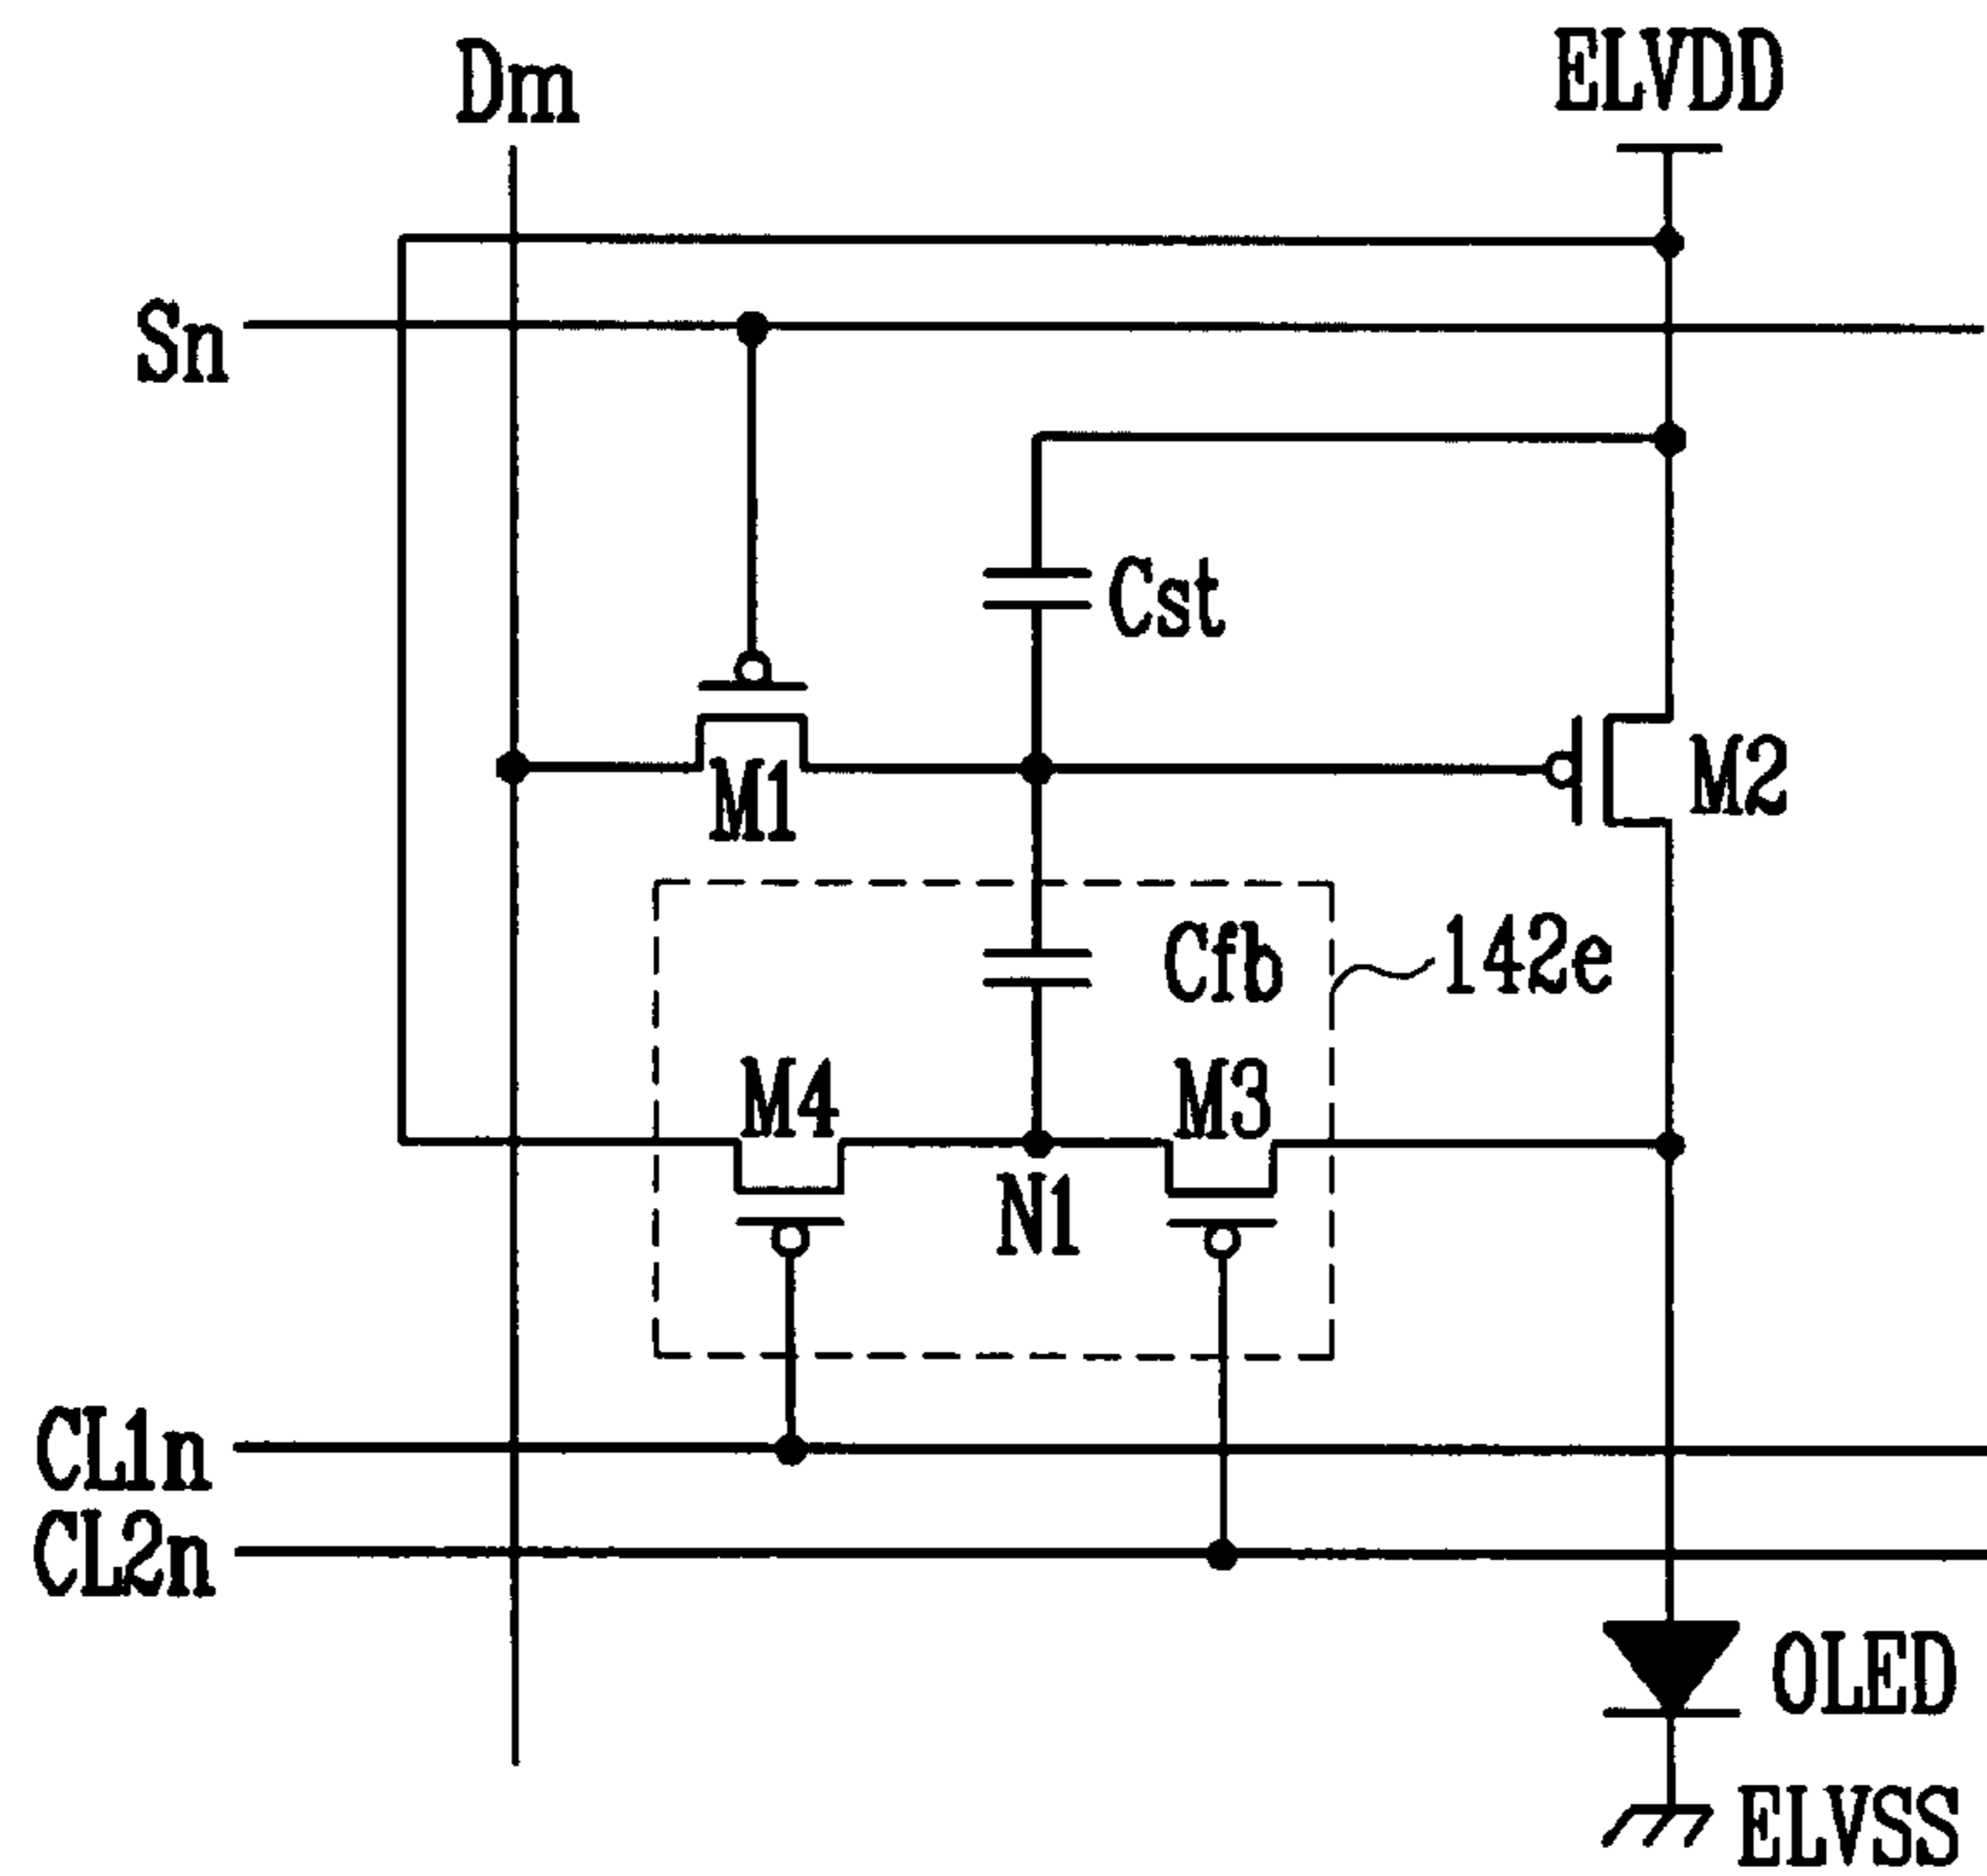 Dm
ELVDD
Sn
Cst
M1
M2
Cfb
142e
M4
M3
N1
CL1n
CL2n
OLED
ELVSS